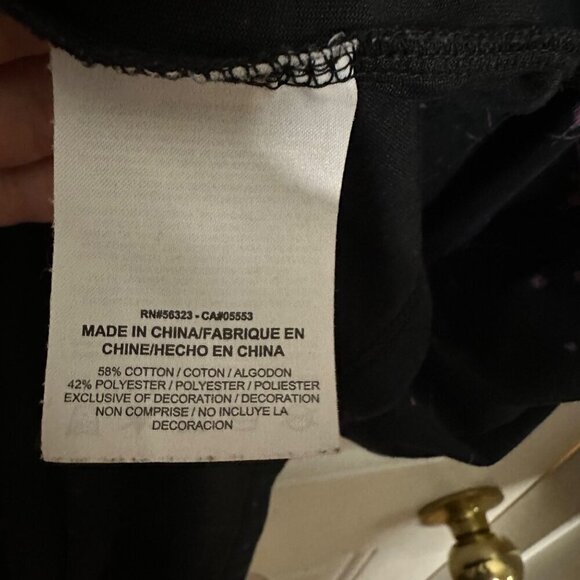 RN#56323 - CA#05553
MADE IN CHINA/FABRIQUE EN
CHINE/HECHO EN CHINA
58% COTTON / COTON / ALGODON
42% POLYESTER / POLYESTER / POLIESTER
EXCLUSIVE OF DECORATION / DECORATION
NON COMPRISE / NO INCLUYE LA
DECORACION